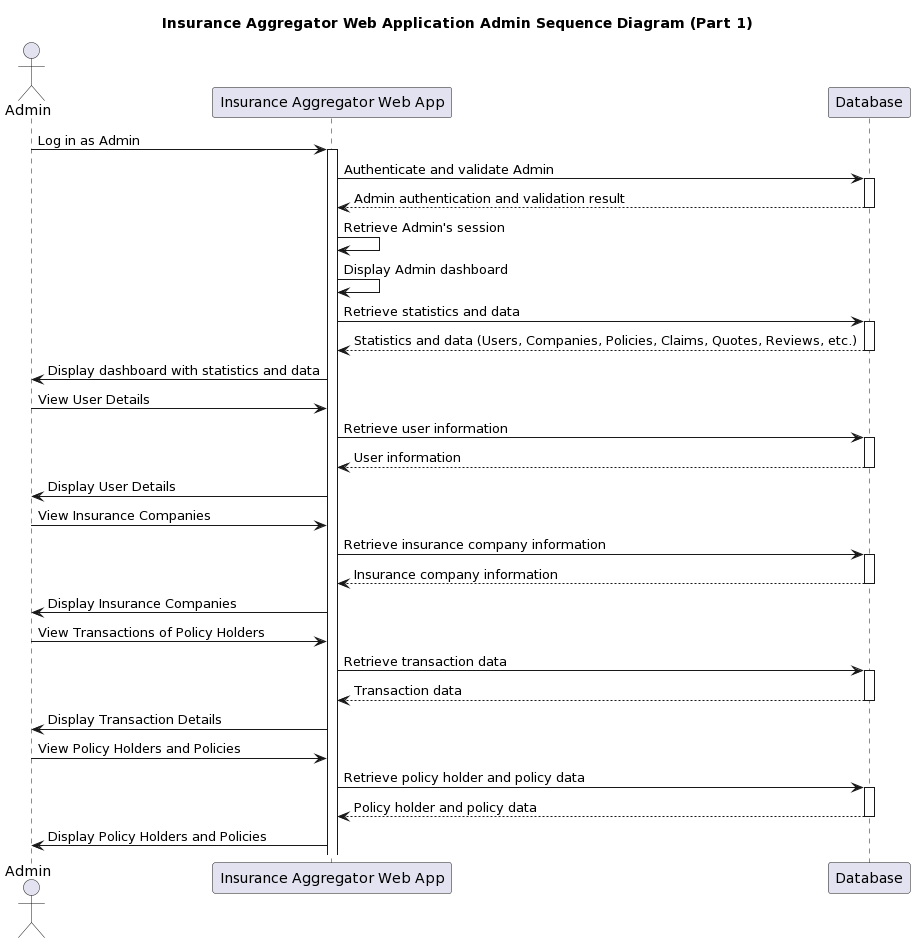 Insurance Aggregator Web Application Admin Sequence Diagram (Part 1)
Admin
Insurance Aggregator Web App
Database
Log in as Admin
Authenticate and validate Admin
Admin authentication and validation result
Retrieve Admin's session
Display Admin dashboard
Retrieve statistics and data
Statistics and data (Users, Companies, Policies, Claims, Quotes, Reviews, etc.)
Display dashboard with statistics and data
View User Details
Retrieve user information
User information
Display User Details
View Insurance Companies
Retrieve insurance company information
Insurance company information
Display Insurance Companies
View Transactions of Policy Holders
Retrieve transaction data
Transaction data
Display Transaction Details
View Policy Holders and Policies
Retrieve policy holder and policy data
Policy holder and policy data
Display Policy Holders and Policies
Admin
Insurance Aggregator Web App
Database